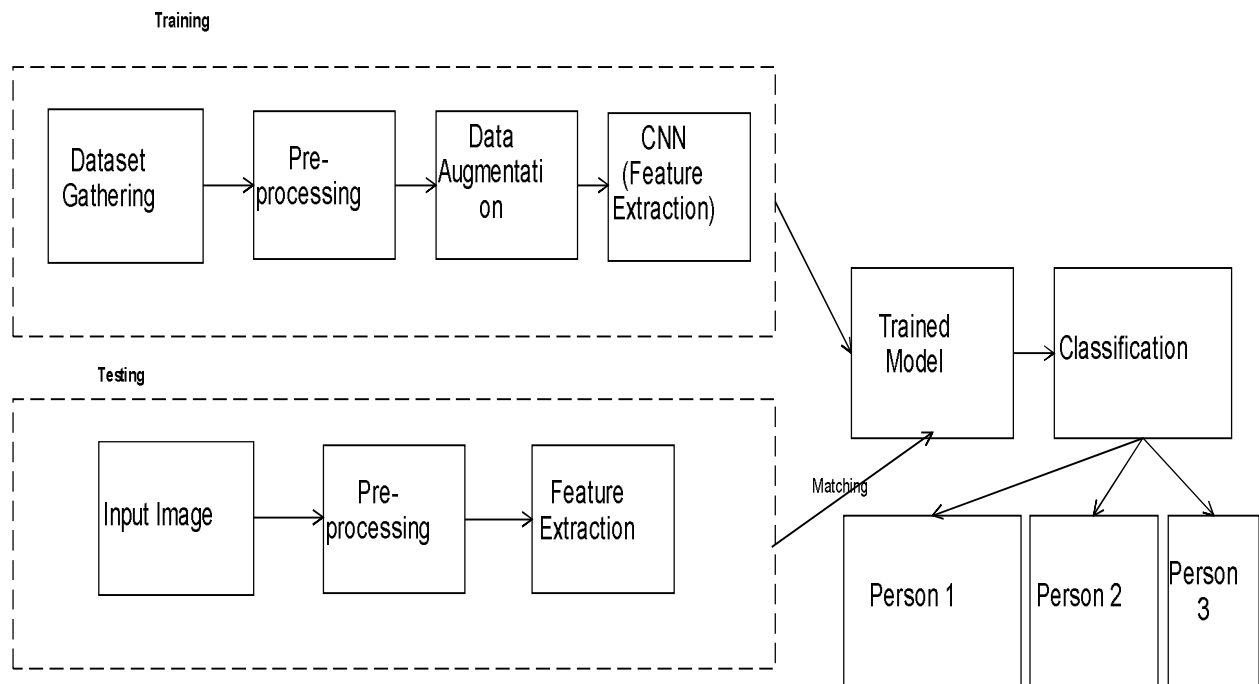 Training
Dataset
Gathering
Pre-
processing
Data
Augmentati
on
CNN
(Feature
Extraction)
Trained
Model
Classification
Testing
Input Image
Pre-
processing
Feature
Extraction
Matching
Person 1
Person 2
Person
3